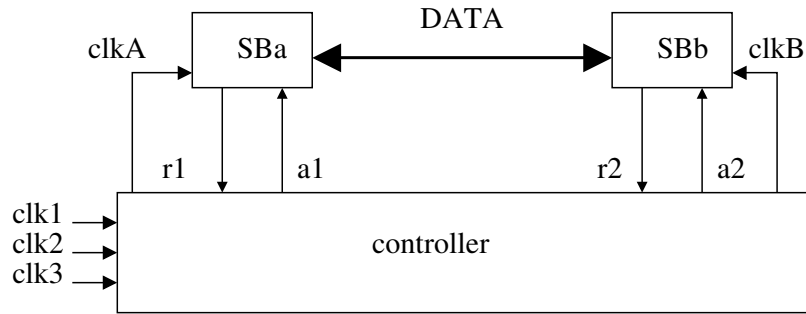 DATA
clkA SBa SBb clkB
r1 a1 r2 a2
clk1
clk2
controller
clk3